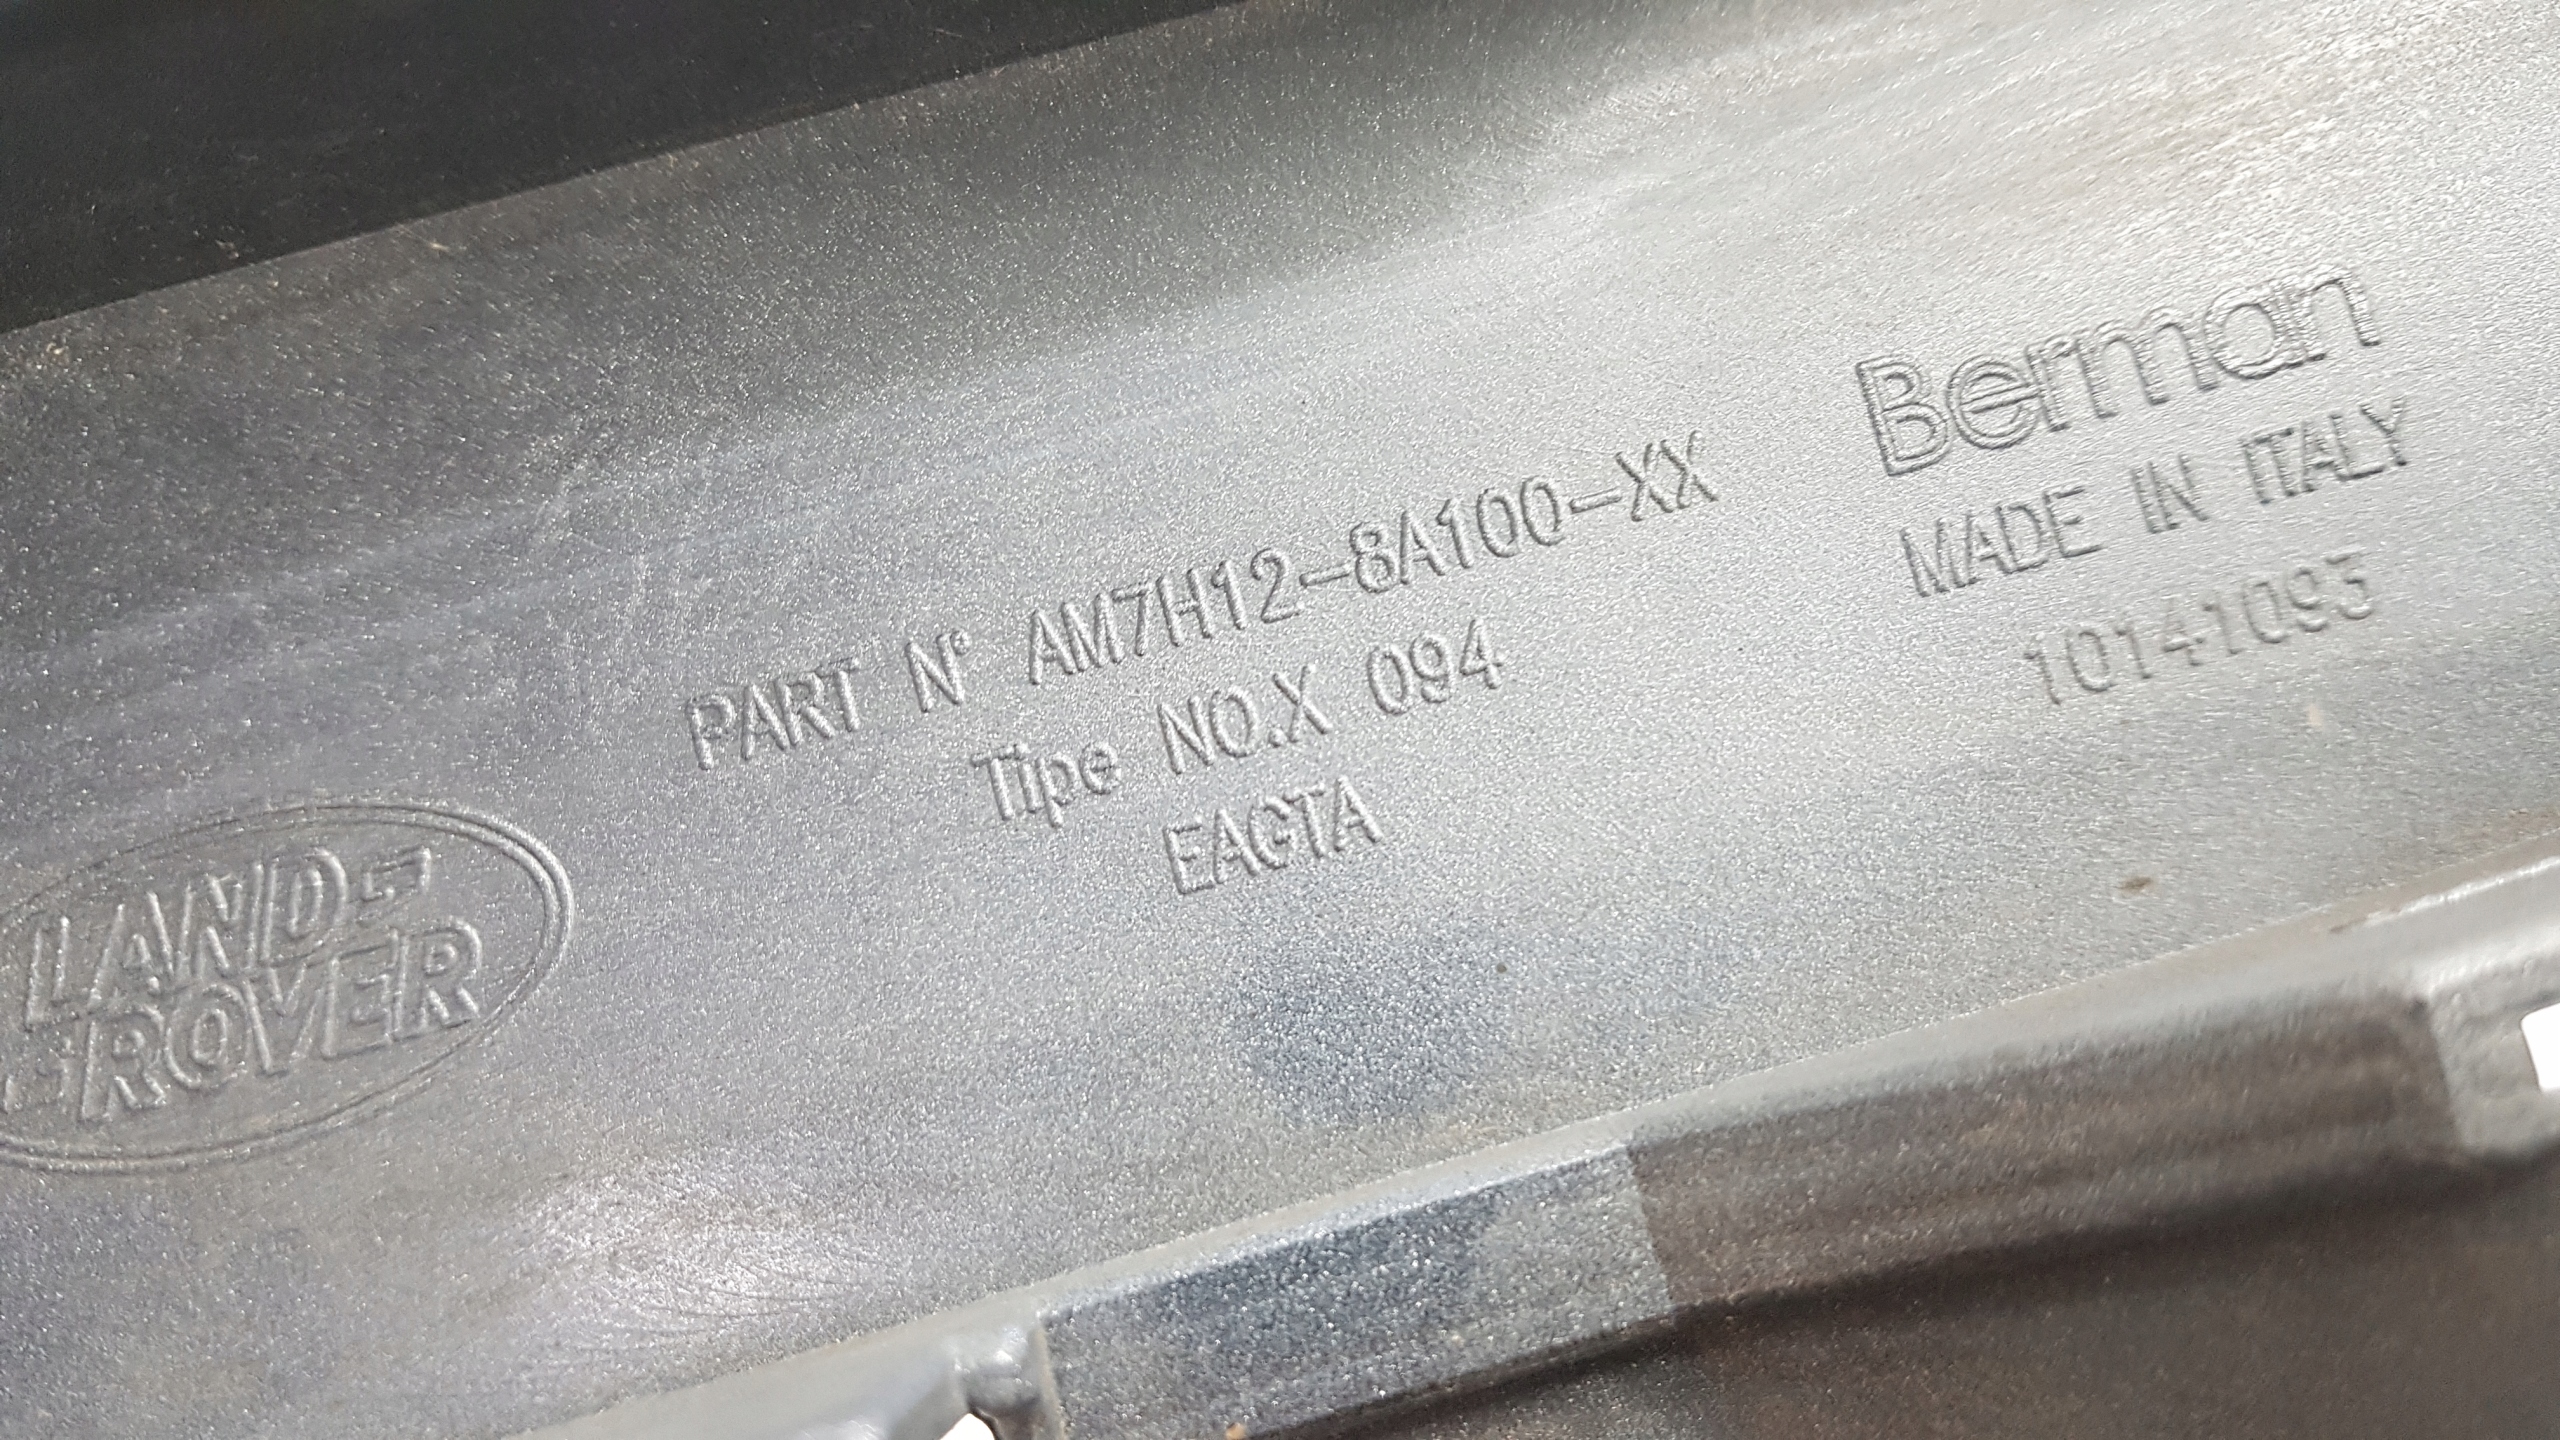 LAND
ROVER
PART N° AM7H12-8A100-XX
Tipe NO.X 094
EAGTA
Berman
MADE IN ITALY
10141093